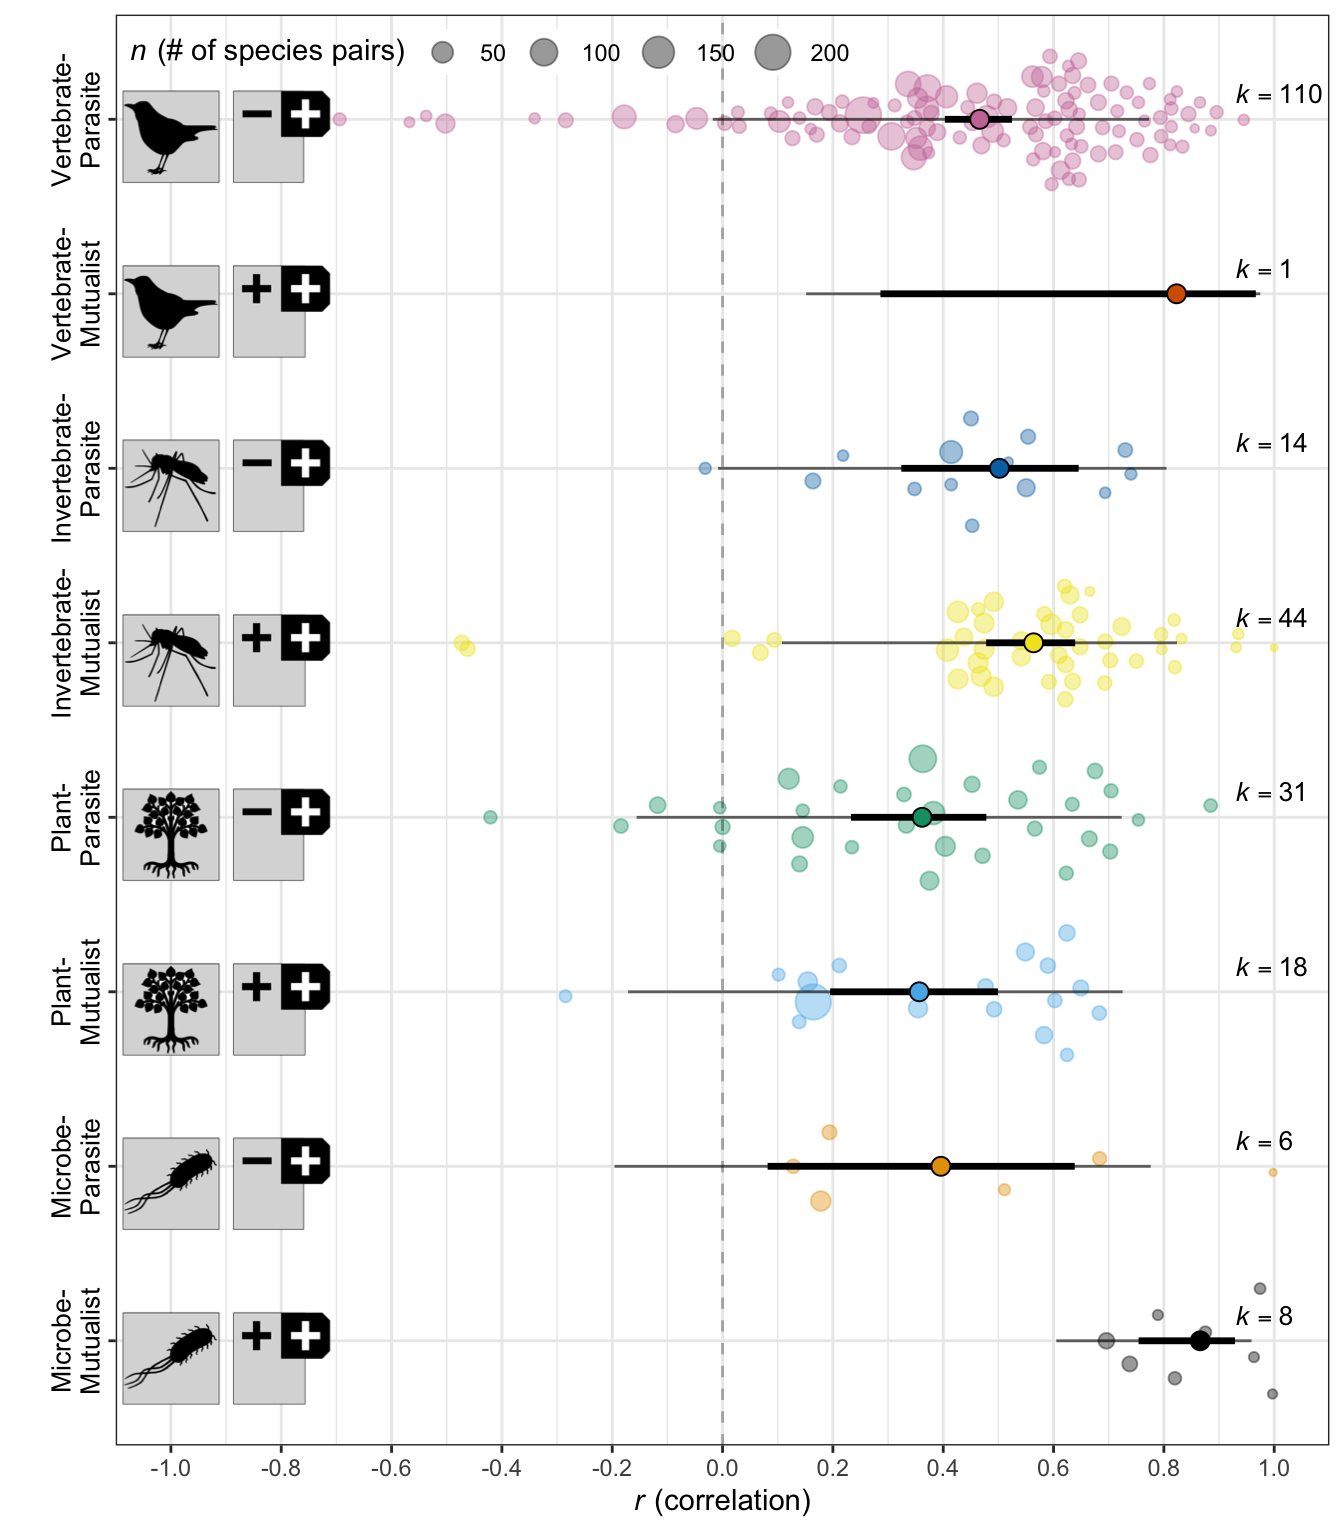 n (# of species pairs) 50 100 150 200
Vertebrate-
Parasite
k = 110
Vertebrate-
Mutualist
k = 1
Invertebrate-
Parasite
k = 14
Invertebrate-
Mutualist
k = 44
Plant-
Parasite
k = 31
Plant-
Mutualist
k = 18
Microbe-
Parasite
k = 6
Microbe-
Mutualist
k = 8
-1.0 -0.8 -0.6 -0.4 -0.2 0.0 0.2 0.4 0.6 0.8 1.0
r (correlation)